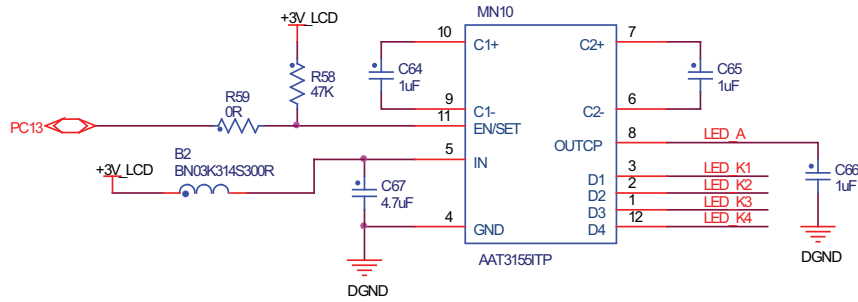 MN10
+3V_LCD
10
C1+
C2+
7
R58
47K
C64
1uF
C65
1uF
R59
0R
9
C1-
C2-
6
11
EN/SET
PC13
OUTCP
8
LED_A
B2
BN03K314S300R
5
IN
+3V_LCD
C67
4.7uF
D1
3
LED_K1
C66
1uF
D2
2
LED_K2
D3
1
LED_K3
4
GND
D4
12
LED_K4
AAT3155ITP
DGND
DGND